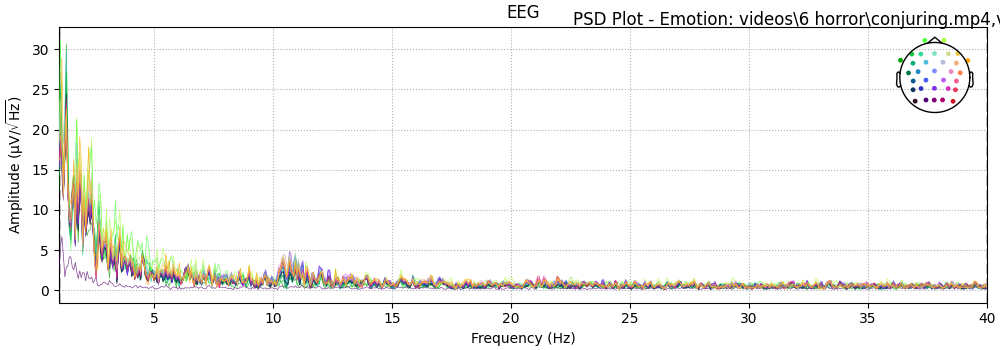 EEG
PSD Plot - Emotion: videos\6 horror\conjuring.mp4,v
Amplitude (µV/√Hz)
30
25
20
15
10
5
0
5 10 15 20 25 30 35 40
Frequency (Hz)